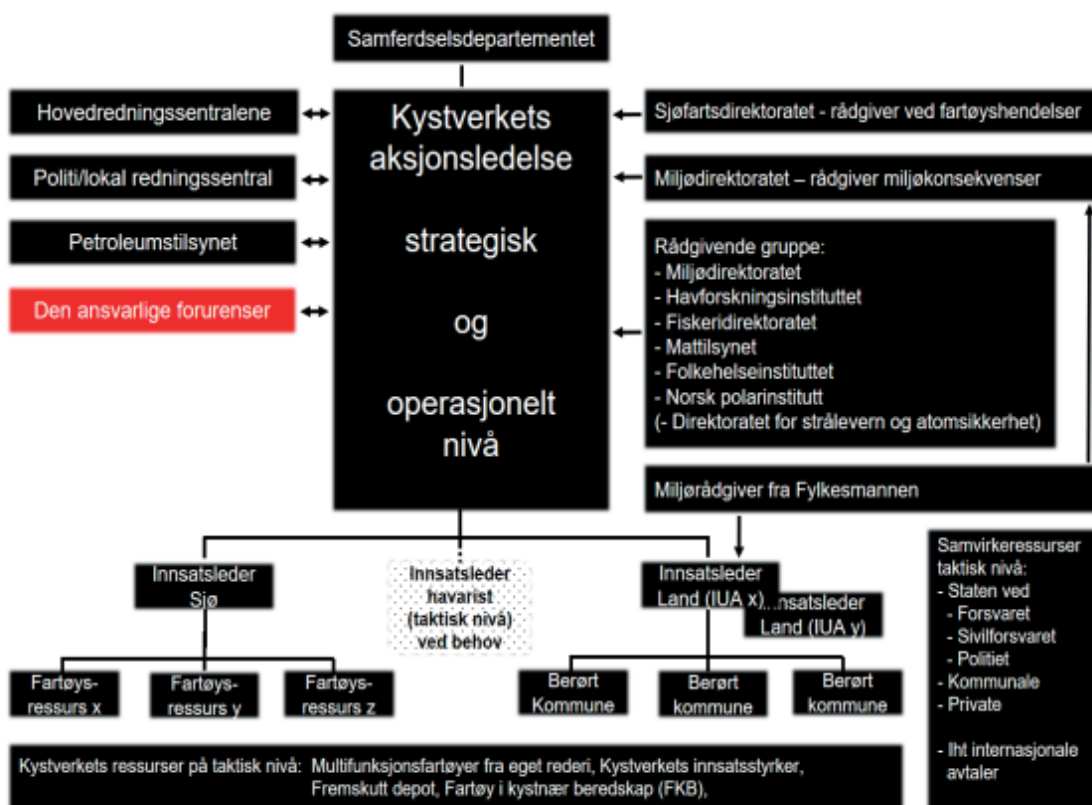 Samferdselsdepartementet
Hovedredningssentralene
Politi/lokal redningssentral
Petroleumstilsynet
Den ansvarlige forurenser
Kystverkets
aksjonsledelse
strategisk
og
operasjonelt
nivå
Sjøfartsdirektoratet - rådgiver ved fartøyshendelser
Miljødirektoratet – rådgiver miljøkonsekvenser
Rådgivende gruppe:
- Miljødirektoratet
- Havforskningsinstituttet
- Fiskeridirektoratet
- Mattilsynet
- Folkehelseinstituttet
- Norsk polarinstitutt
(- Direktoratet for strålevern og atomsikkerhet)
Miljørådgiver fra Fylkesmannen
Innsatsleder
Sjø
Innsatsleder
havarist
(taktisk nivå)
ved behov
Innsatsleder
Land (IUA x)
Innsatsleder
Land (IUA y)
Fartøys-
ressurs x
Fartøys-
ressurs y
Fartøys-
ressurs z
Berørt
Kommune
Berørt
kommune
Berørt
kommune
Samvirkeressurser
taktisk nivå:
- Staten ved
- Forsvaret
- Sivilforsvaret
- Politiet
- Kommunale
- Private
- Iht internasjonale
avtaler
Kystverkets ressurser på taktisk nivå: Multifunksjonsfartøyer fra eget rederi, Kystverkets innsatsstyrker,
Fremskutt depot, Fartøy i kystnær beredskap (FKB),